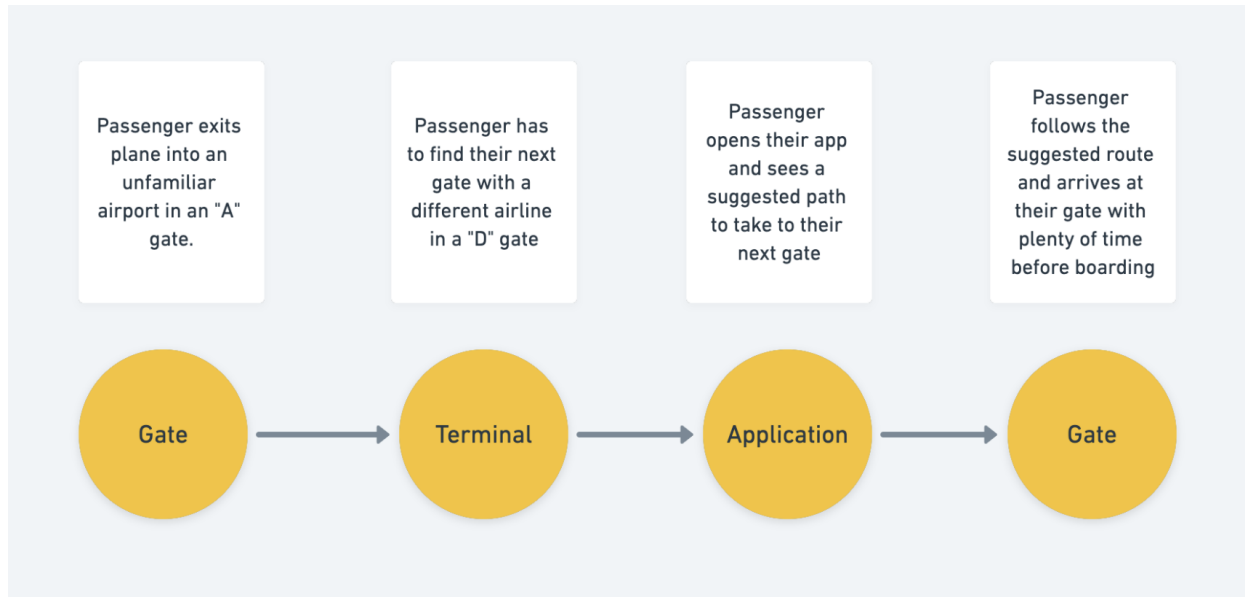 Passenger exits
plane into an
unfamiliar
airport in an "A"
gate.
Passenger has
to find their next
gate with a
different airline
in a "D" gate
Passenger
opens their app
and sees a
suggested path
to take to their
next gate
Passenger
follows the
suggested route
and arrives at
their gate with
plenty of time
before boarding
Gate
Terminal
Application
Gate